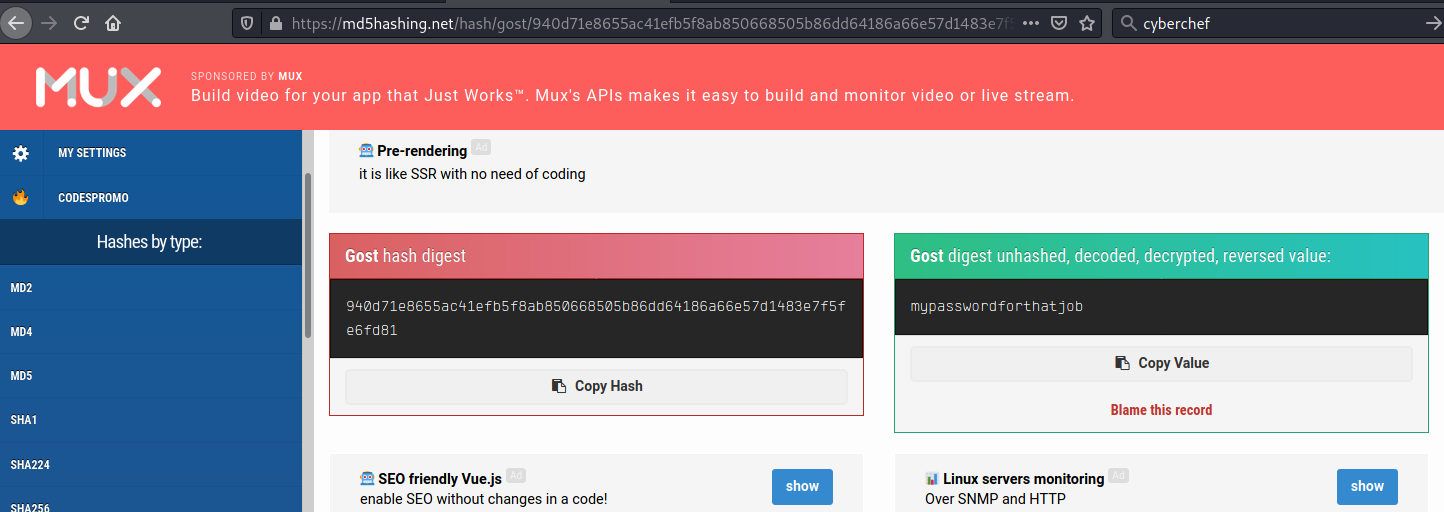 https://md5hashing.net/hash/gost/940d71e8655ac41efb5f8ab850668505b86dd64186a66e57d1483e7f5
cyberchef
MUX
SPONSORED BY MUX
Build video for your app that Just Works™. Mux's APIs makes it easy to build and monitor video or live stream.
MY SETTINGS
CODESPROMO
Hashes by type:
MD2
MD4
MD5
SHA1
SHA224
SHA256
Pre-rendering Ad
it is like SSR with no need of coding
Gost hash digest
940d71e8655ac41efb5f8ab850668505b86dd64186a66e57d1483e7f5f
e6fd81
Copy Hash
Gost digest unhashed, decoded, decrypted, reversed value:
mypasswordforthatjob
Copy Value
Blame this record
SEO friendly Vue.js Ad
enable SEO without changes in a code!
show
Linux servers monitoring Ad
Over SNMP and HTTP
show